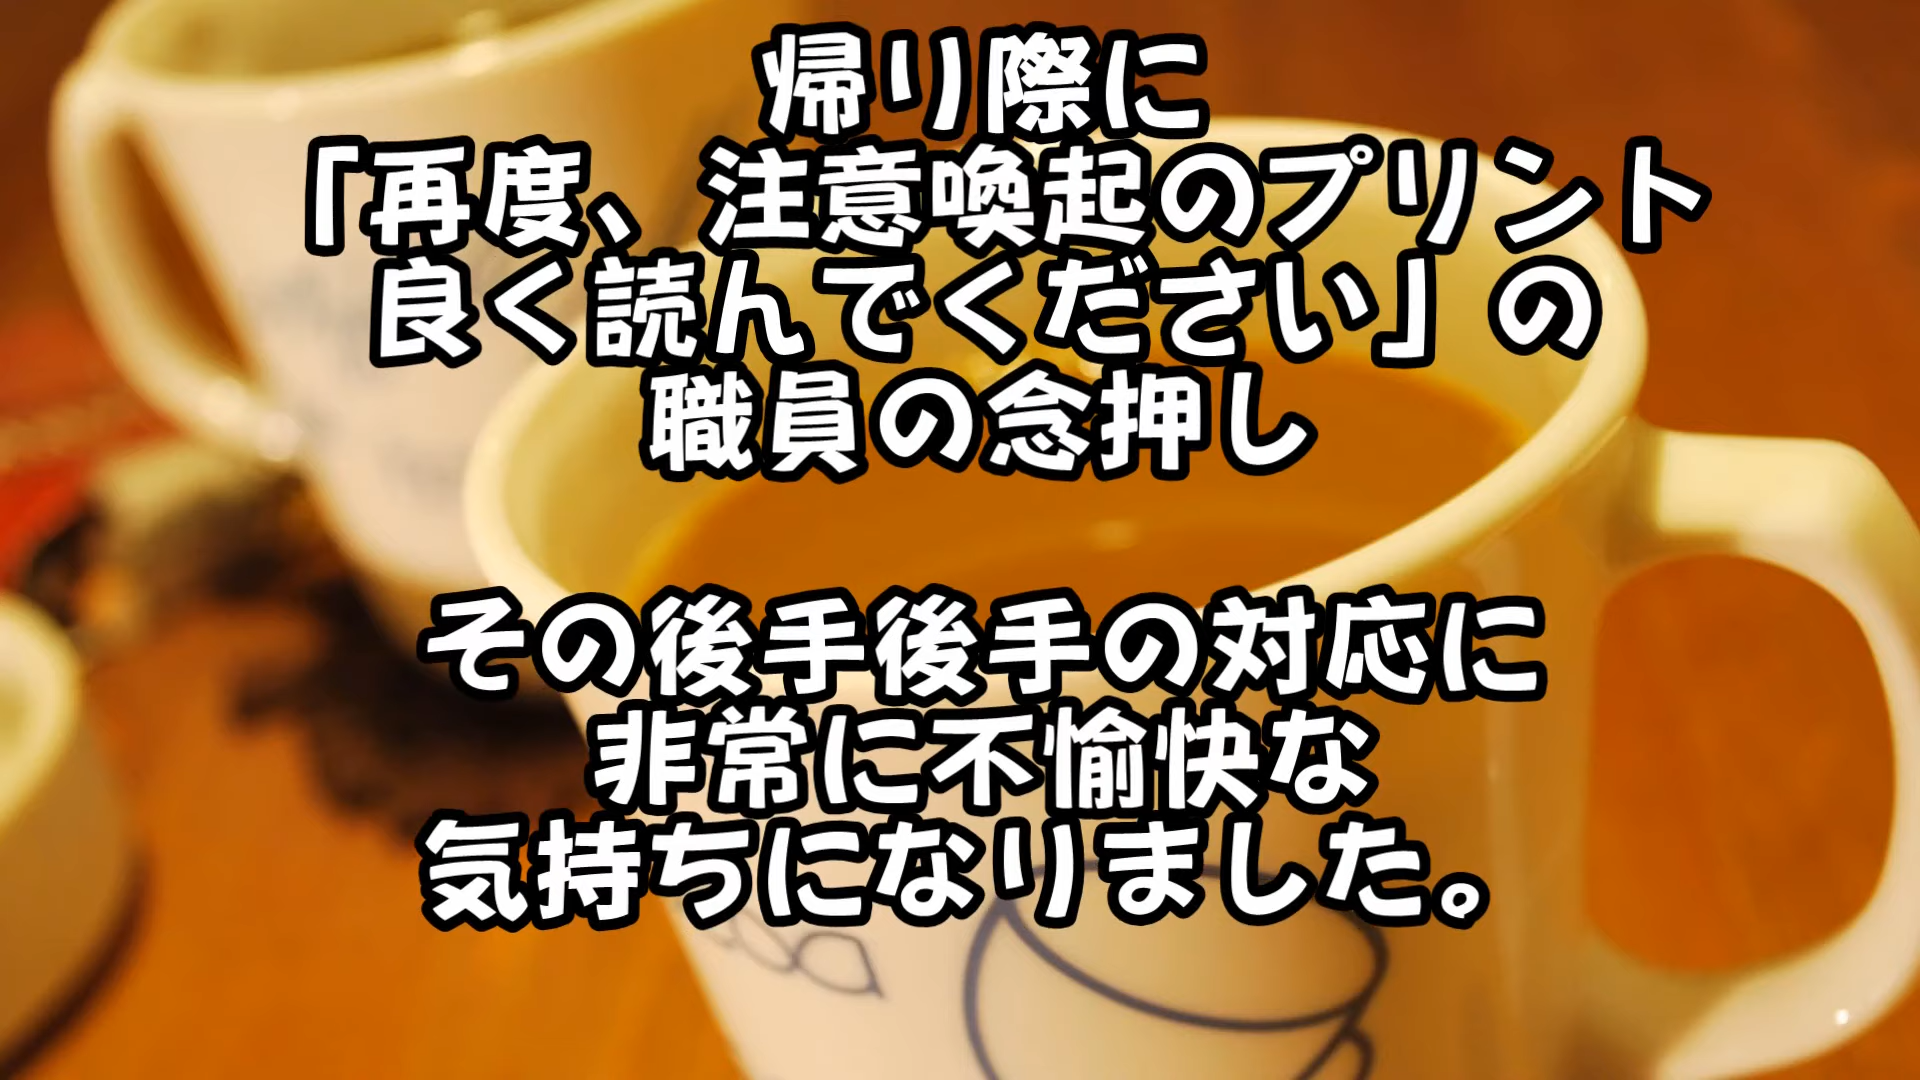 帰り際に
「再度、注意喚起のプリント
良く読んでください」の
職員の念押し
その後手後手の対応に
非常に不愉快な
気持ちになりました。